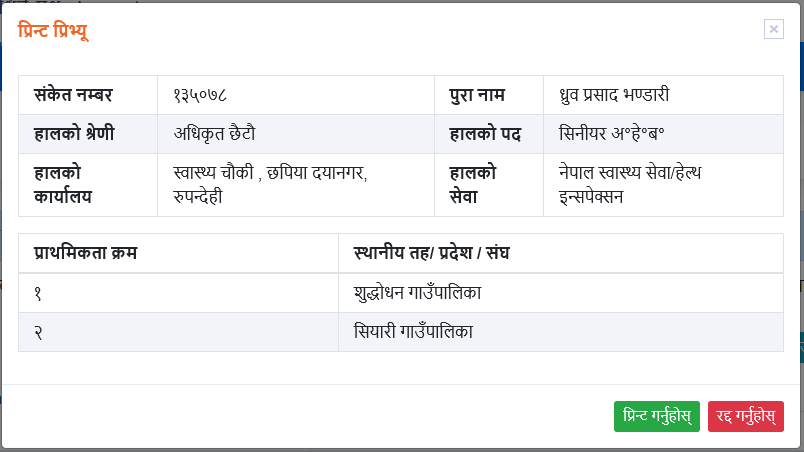 प्रिन्ट प्रिभ्यू
×
संकेत नम्बर १३५०७८ पुरा नाम ध्रुव प्रसाद भण्डारी
हालको श्रेणी अधिकृत छैटौ हालको पद सिनीयर अ°हे°ब°
हालको स्वास्थ्य चौकी , छपिया दयानगर, हालको नेपाल स्वास्थ्य सेवा/हेल्थ
कार्यालय रुपन्देही सेवा इन्सपेक्सन
प्राथमिकता क्रम स्थानीय तह/ प्रदेश / संघ
१ शुद्धोधन गाउँपालिका
२ सियारी गाउँपालिका
प्रिन्ट गर्नुहोस् रद्द गर्नुहोस्